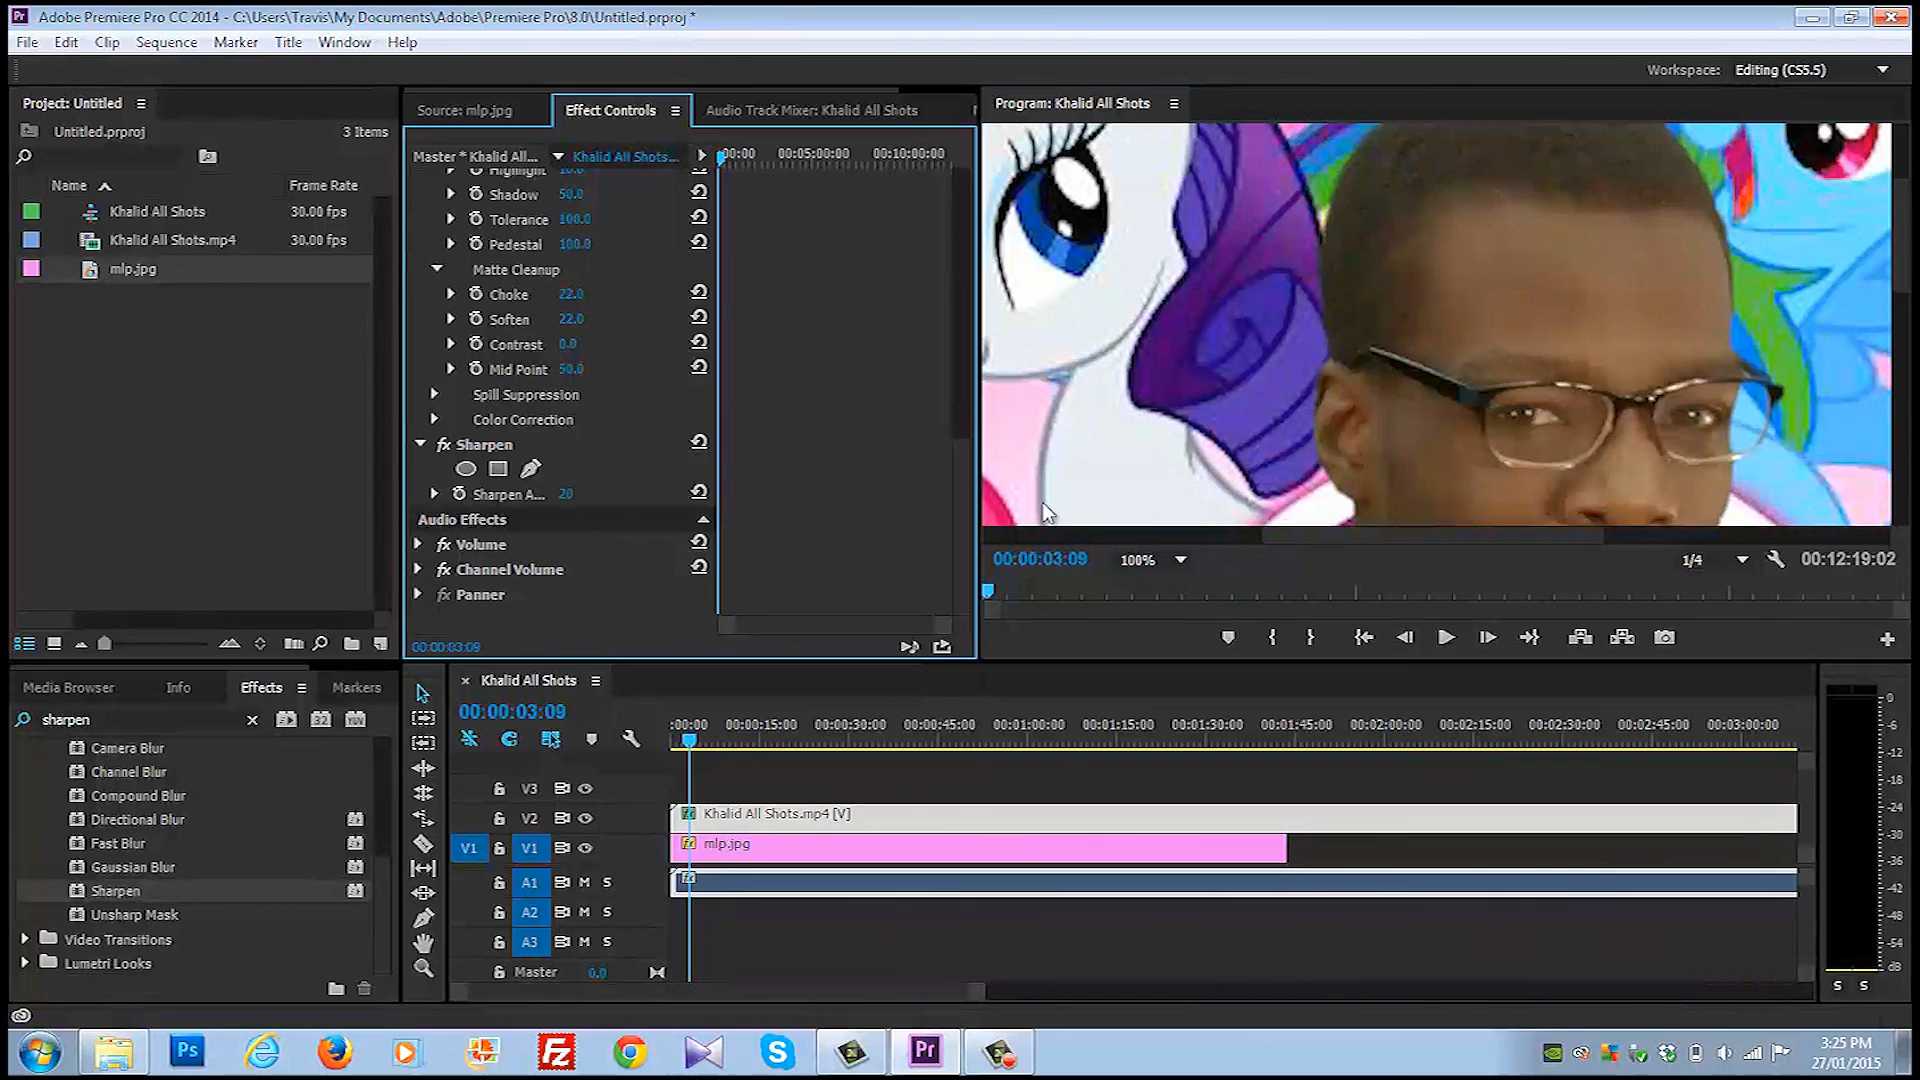 Adobe Premiere Pro CC 2014 - C:\Users\Travis\My Documents\Adobe\Premiere Pro\8.0\Untitled.prproj *
File Edit Clip Sequence Marker Title Window Help
Workspace: Editing (CS5.5)
Project: Untitled
Untitled.prproj 3 Items
Name Frame Rate
Khalid All Shots 30.00 fps
Khalid All Shots.mp4 30.00 fps
mlp.jpg
Source: mlp.jpg Effect Controls Audio Track Mixer: Khalid All Shots
Master * Khalid All... Khalid All Shots... :00:00 00:05:00:00 00:10:00:00
Highlight 10.0
Shadow 50.0
Tolerance 100.0
Pedestal 100.0
Matte Cleanup
Choke 22.0
Soften 22.0
Contrast 0.0
Mid Point 50.0
Spill Suppression
Color Correction
fx Sharpen
Sharpen A... 20
Audio Effects
fx Volume
fx Channel Volume
fx Panner
00:00:03:09
Program: Khalid All Shots
00:00:03:09 100% 1/4 00:12:19:02
Media Browser Info Effects Markers
sharpen 32 YUV
Camera Blur
Channel Blur
Compound Blur
Directional Blur
Fast Blur
Gaussian Blur
Sharpen
Unsharp Mask
Video Transitions
Lumetri Looks
× Khalid All Shots
00:00:03:09
:00:00 00:00:15:00 00:00:30:00 00:00:45:00 00:01:00:00 00:01:15:00 00:01:30:00 00:01:45:00 00:02:00:00 00:02:15:00 00:02:30:00 00:02:45:00 00:03:00:00
V3
V2 fx Khalid All Shots.mp4 [V]
V1 V1 fx mlp.jpg
A1 M S fx
A2 M S
A3 M S
Master 0.0
0
-6
-12
-18
-24
-30
-36
-42
-48
-54
dB
S S
Ps
Fz
Pr
3:25 PM
27/01/2015